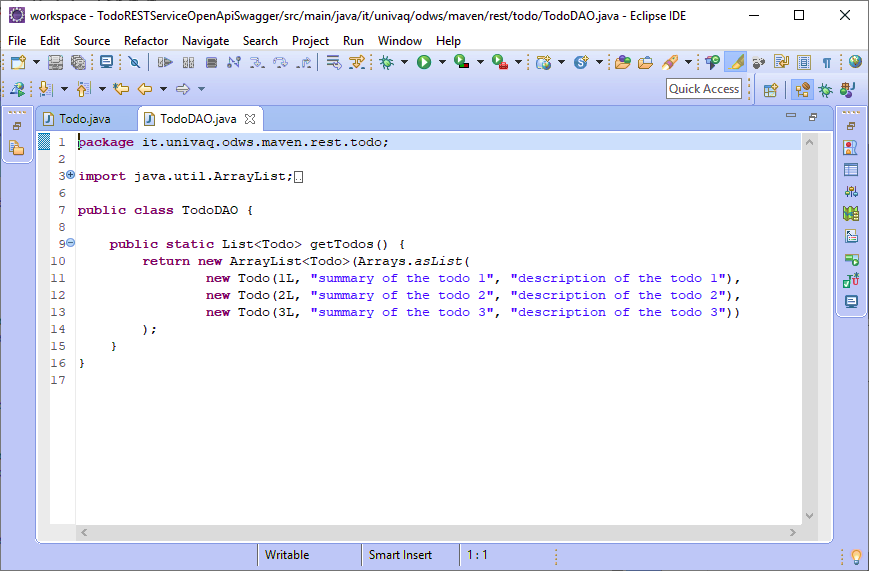 workspace - TodoRESTServiceOpenApiSwagger/src/main/java/it/univaq/odws/maven/rest/todo/TodoDAO.java - Eclipse IDE
File Edit Source Refactor Navigate Search Project Run Window Help
Quick Access
Todo.java TodoDAO.java
1 package it.univaq.odws.maven.rest.todo;
2
3 import java.util.ArrayList;
6
7 public class TodoDAO {
8
9 public static List<Todo> getTodos() {
10 return new ArrayList<Todo>(Arrays.asList(
11 new Todo(1L, "summary of the todo 1", "description of the todo 1"),
12 new Todo(2L, "summary of the todo 2", "description of the todo 2"),
13 new Todo(3L, "summary of the todo 3", "description of the todo 3"))
14 );
15 }
16 }
17
Writable Smart Insert 1 : 1